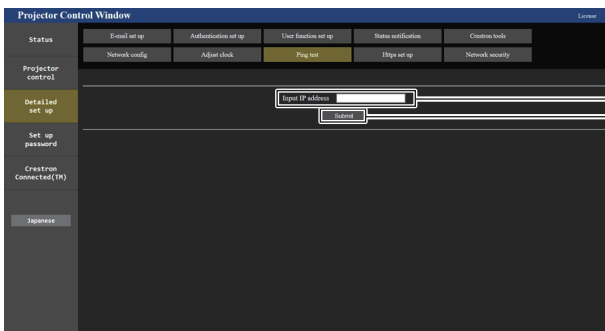 Projector Control Window
License
Status
E-mail set up
Authentication set up
User function set up
Status notification
Crestron tools
Network config
Adjust clock
Ping test
Https set up
Network security
Projector
control
Detailed
set up
Set up
password
Crestron
Connected(TM)
Japanese
Input IP address
Submit